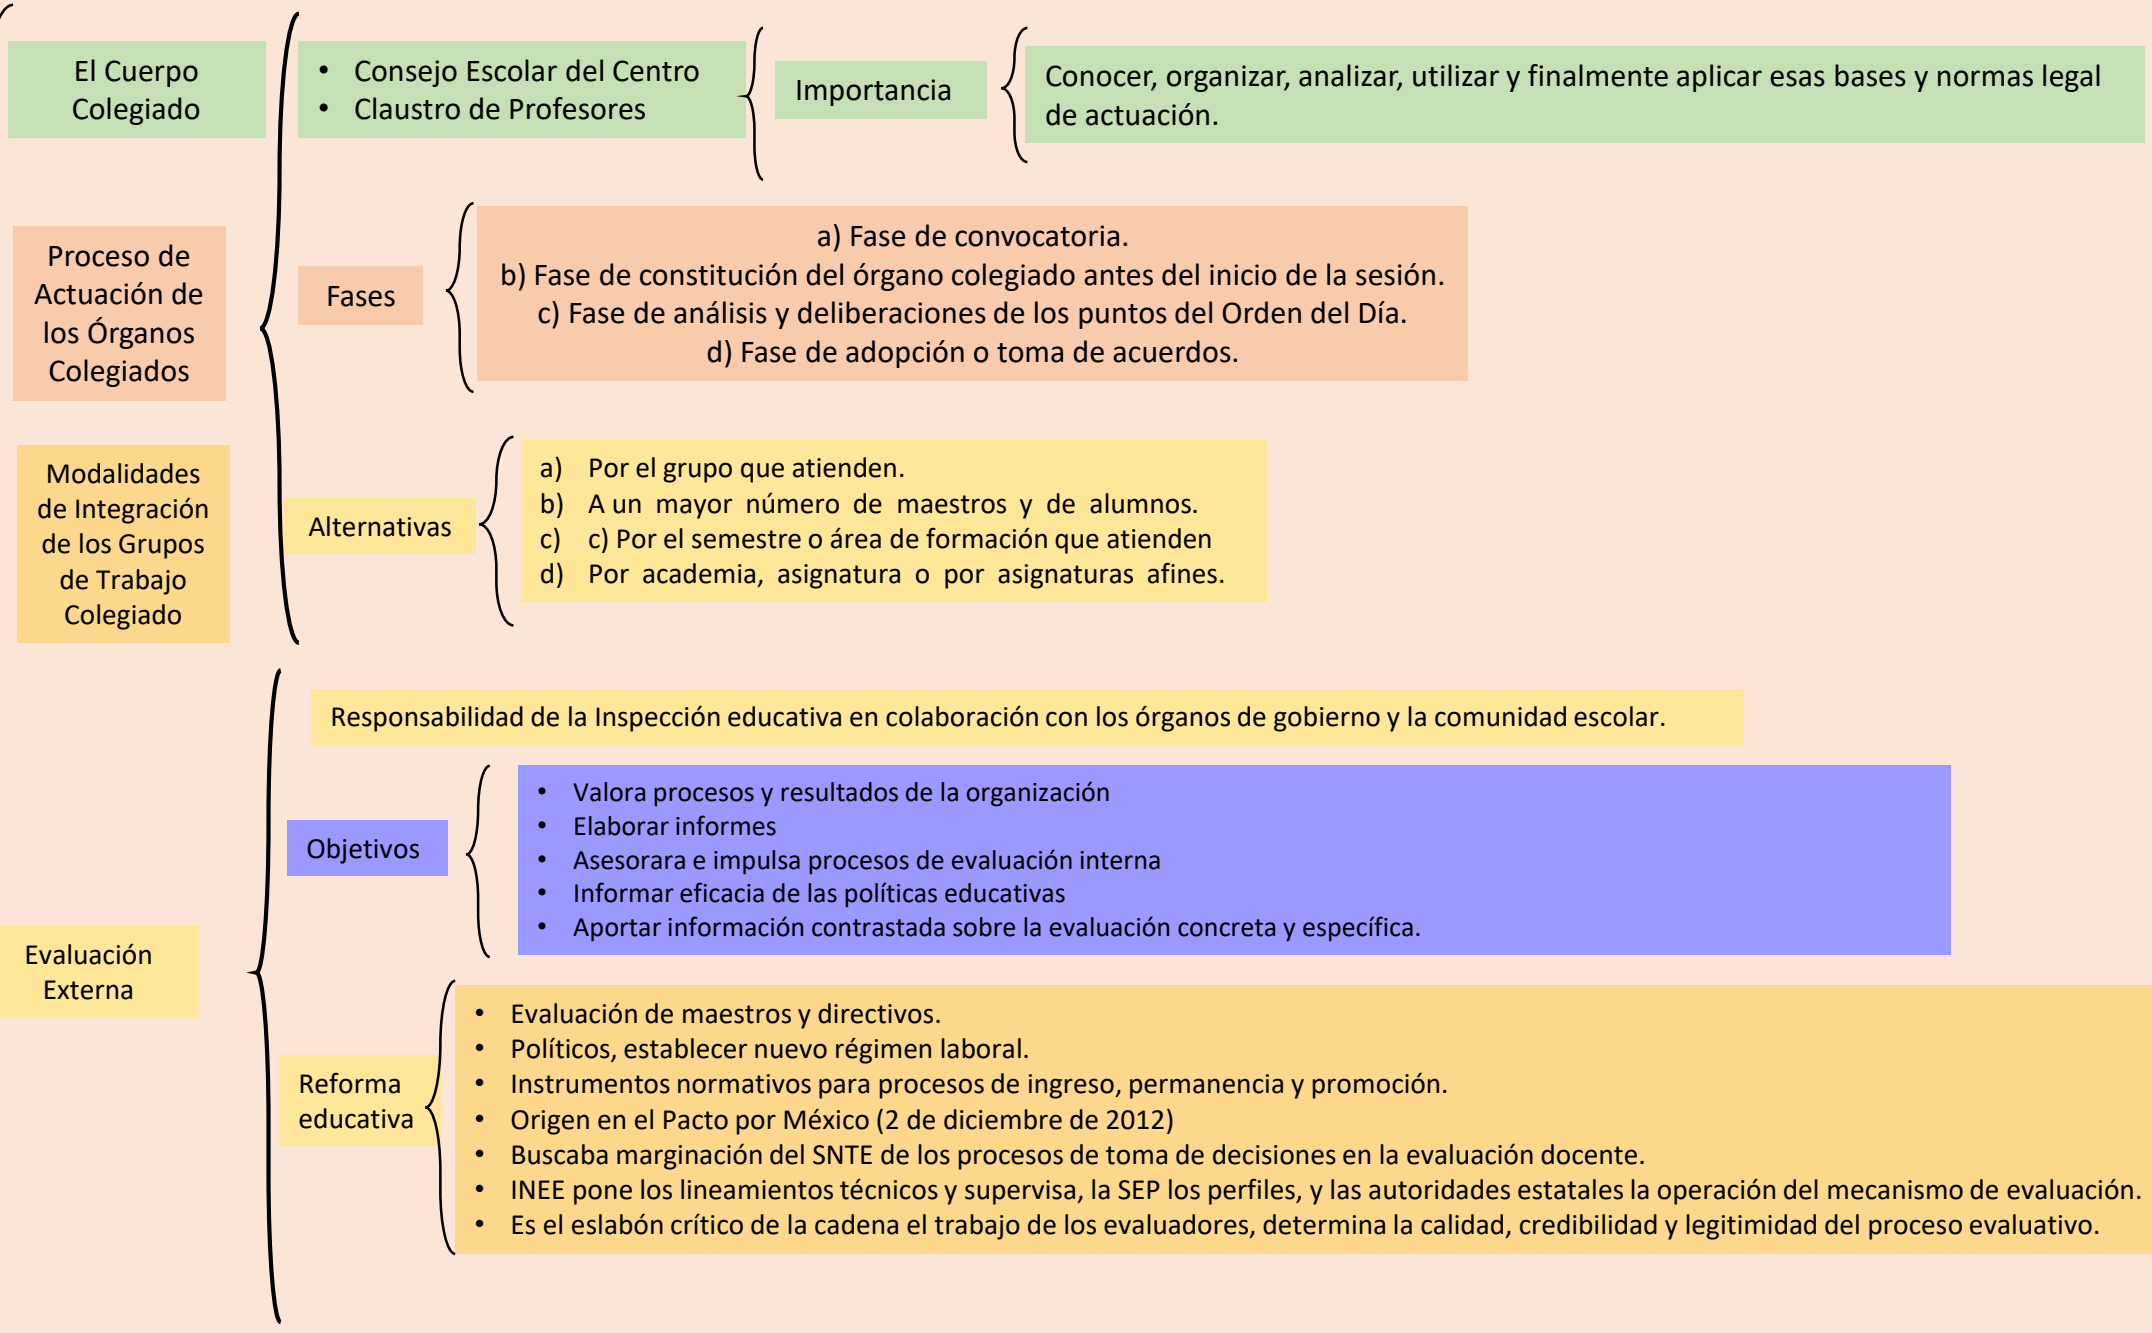 El Cuerpo
Colegiado
• Consejo Escolar del Centro
• Claustro de Profesores
Importancia
Conocer, organizar, analizar, utilizar y finalmente aplicar esas bases y normas legal
de actuación.
Proceso de
Actuación de
los Órganos
Colegiados
Fases
a) Fase de convocatoria.
b) Fase de constitución del órgano colegiado antes del inicio de la sesión.
c) Fase de análisis y deliberaciones de los puntos del Orden del Día.
d) Fase de adopción o toma de acuerdos.
Modalidades
de Integración
de los Grupos
de Trabajo
Colegiado
Alternativas
a) Por el grupo que atienden.
b) A un mayor número de maestros y de alumnos.
c) c) Por el semestre o área de formación que atienden
d) Por academia, asignatura o por asignaturas afines.
Evaluación
Externa
Responsabilidad de la Inspección educativa en colaboración con los órganos de gobierno y la comunidad escolar.
Objetivos
• Valora procesos y resultados de la organización
• Elaborar informes
• Asesorara e impulsa procesos de evaluación interna
• Informar eficacia de las políticas educativas
• Aportar información contrastada sobre la evaluación concreta y específica.
Reforma
educativa
• Evaluación de maestros y directivos.
• Políticos, establecer nuevo régimen laboral.
• Instrumentos normativos para procesos de ingreso, permanencia y promoción.
• Origen en el Pacto por México (2 de diciembre de 2012)
• Buscaba marginación del SNTE de los procesos de toma de decisiones en la evaluación docente.
• INEE pone los lineamientos técnicos y supervisa, la SEP los perfiles, y las autoridades estatales la operación del mecanismo de evaluación.
• Es el eslabón crítico de la cadena el trabajo de los evaluadores, determina la calidad, credibilidad y legitimidad del proceso evaluativo.